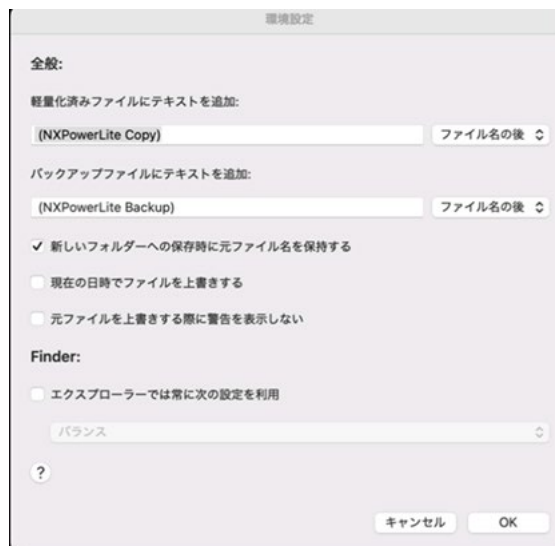 環境設定
全般:
軽量化済みファイルにテキストを追加:
(NXPowerLite Copy) ファイル名の後
バックアップファイルにテキストを追加:
(NXPowerLite Backup) ファイル名の後
新しいフォルダーへの保存時に元ファイル名を保持する
現在の日時でファイルを上書きする
元ファイルを上書きする際に警告を表示しない
Finder:
エクスプローラーでは常に次の設定を利用
バランス
?
キャンセル OK